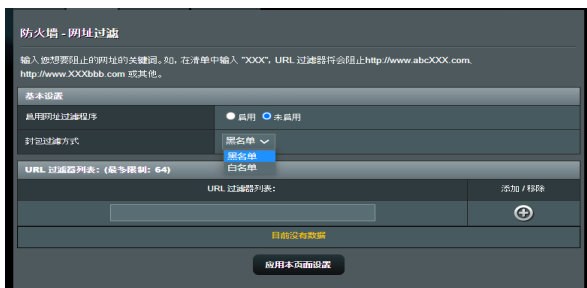 防火墙 - 网址过滤
输入您想要阻止的网址的关键词。如, 在清单中输入 "XXX", URL 过滤器将会阻止http://www.abcXXX.com,
http://www.XXXbbb.com 或其他。
基本设置
启用网址过滤程序 启用 未启用
封包过滤方式 黑名单
黑名单
白名单
URL 过滤器列表: (最多限制: 64)
URL 过滤器列表: 添加 / 移除
目前没有数据
应用本页面设置